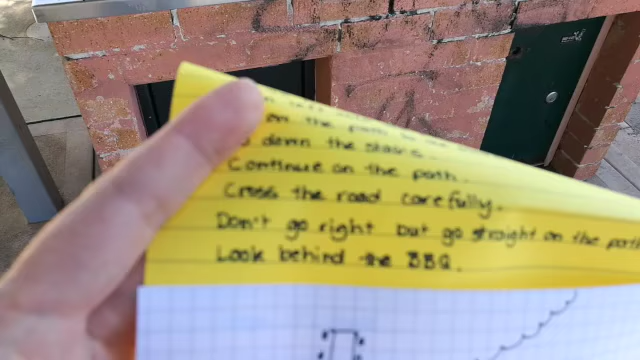 on the path to
down the stairs.
Continue on the path.
Cross the road carefully.
Don't go right but go straight on the path
Look behind the BBQ.